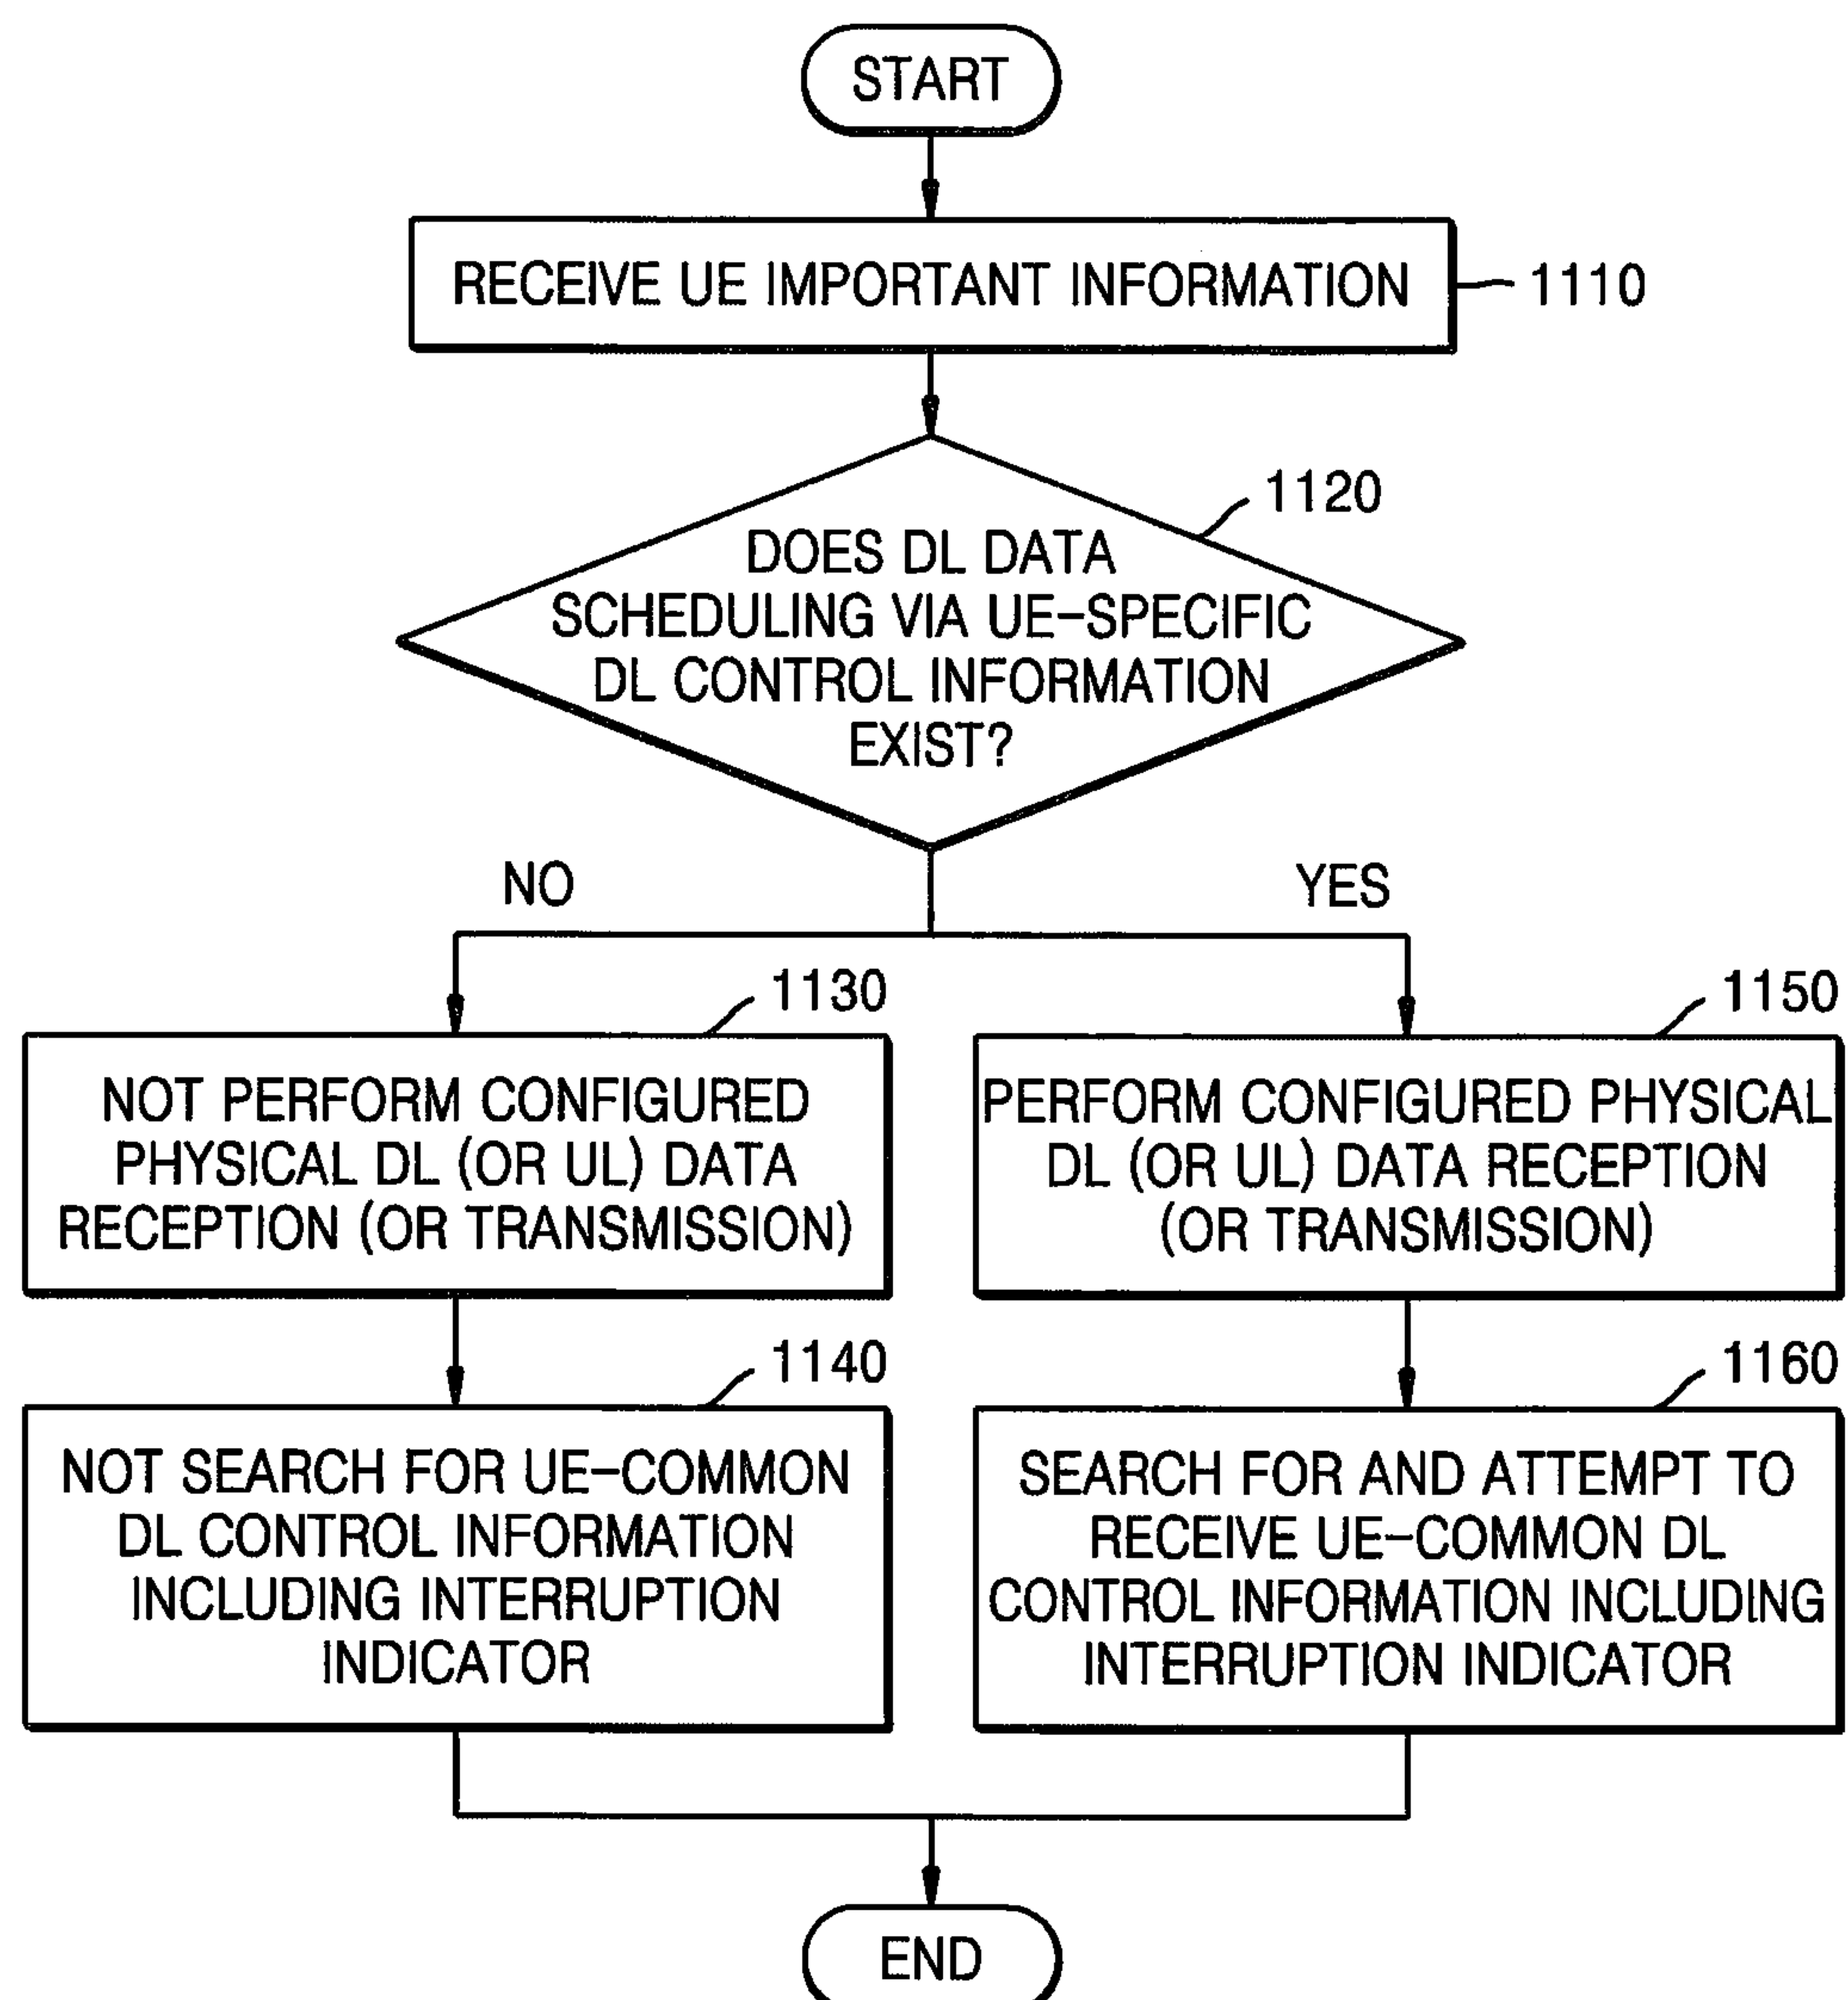 START
RECEIVE UE IMPORTANT INFORMATION
1110
1120
DOES DL DATA
SCHEDULING VIA UE-SPECIFIC
DL CONTROL INFORMATION
EXIST?
NO
YES
1130
NOT PERFORM CONFIGURED
PHYSICAL DL (OR UL) DATA
RECEPTION (OR TRANSMISSION)
1150
PERFORM CONFIGURED PHYSICAL
DL (OR UL) DATA RECEPTION
(OR TRANSMISSION)
1140
NOT SEARCH FOR UE-COMMON
DL CONTROL INFORMATION
INCLUDING INTERRUPTION
INDICATOR
1160
SEARCH FOR AND ATTEMPT TO
RECEIVE UE-COMMON DL
CONTROL INFORMATION INCLUDING
INTERRUPTION INDICATOR
END